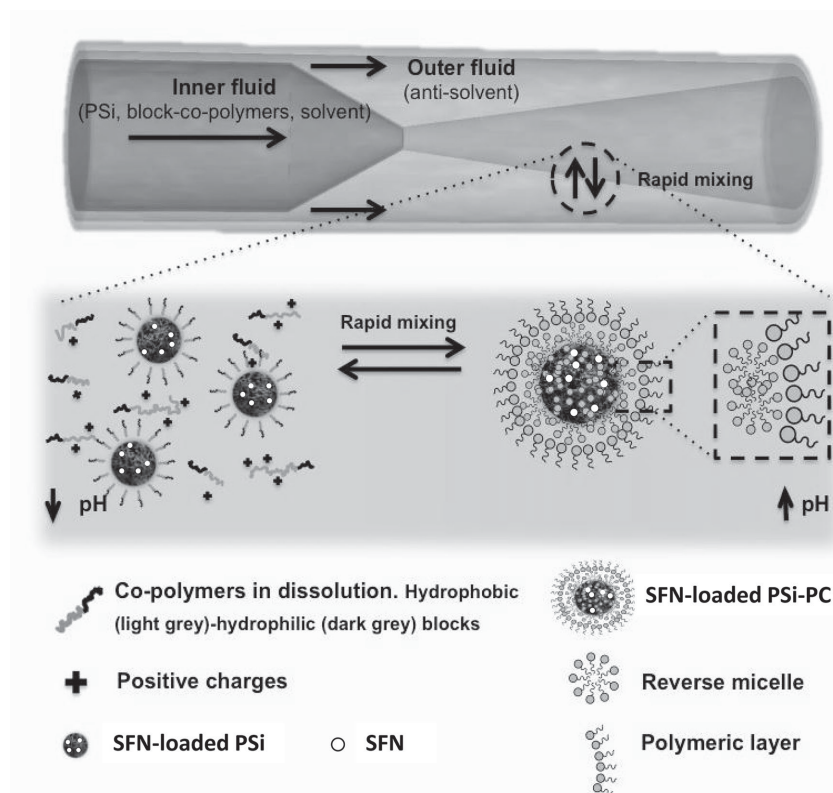 Inner fluid
(PSi, block-co-polymers, solvent)
Outer fluid
(anti-solvent)
Rapid mixing
Rapid mixing
pH
pH
Co-polymers in dissolution. Hydrophobic
(light grey)-hydrophilic (dark grey) blocks
SFN-loaded PSi-PC
Positive charges
Reverse micelle
SFN-loaded PSi
SFN
Polymeric layer